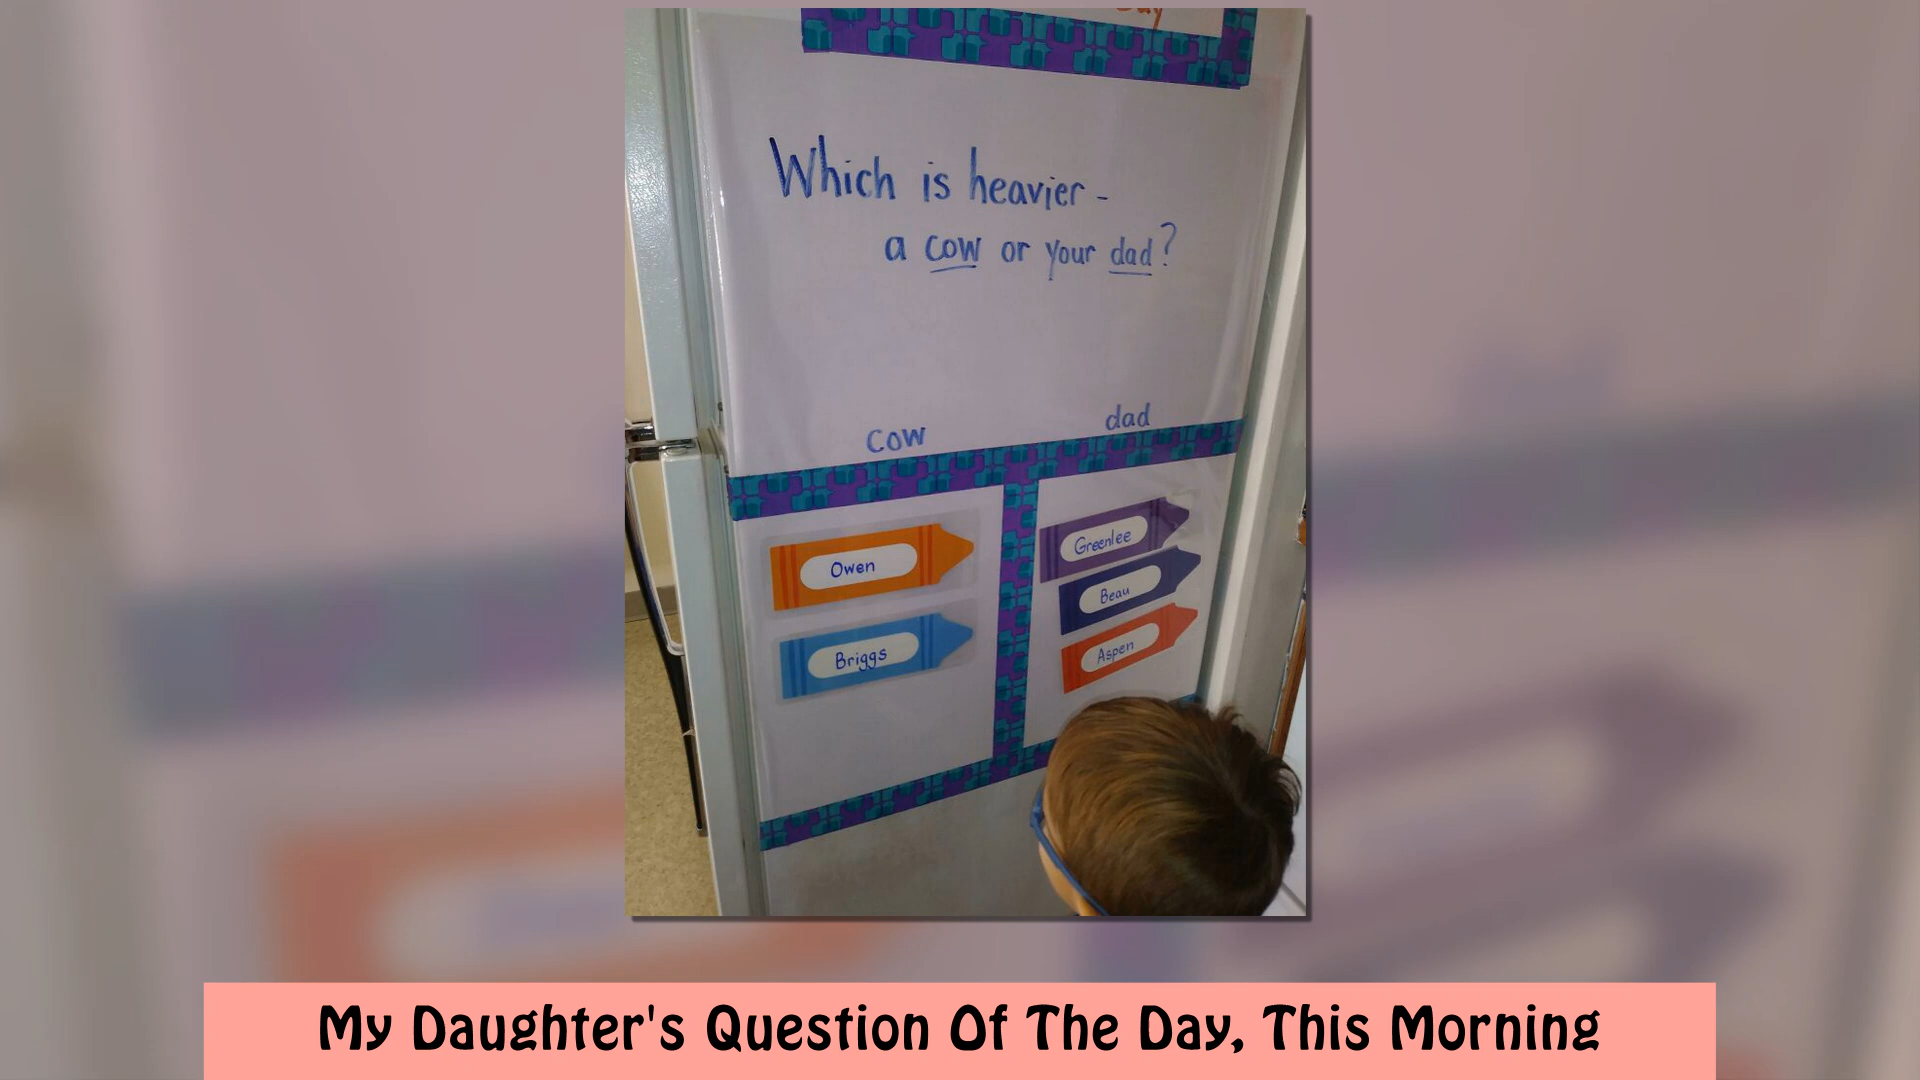 Day
Which is heavier -
a cow or your dad?
cow
dad
Owen
Briggs
Greenlee
Beau
Aspen
My Daughter's Question Of The Day, This Morning